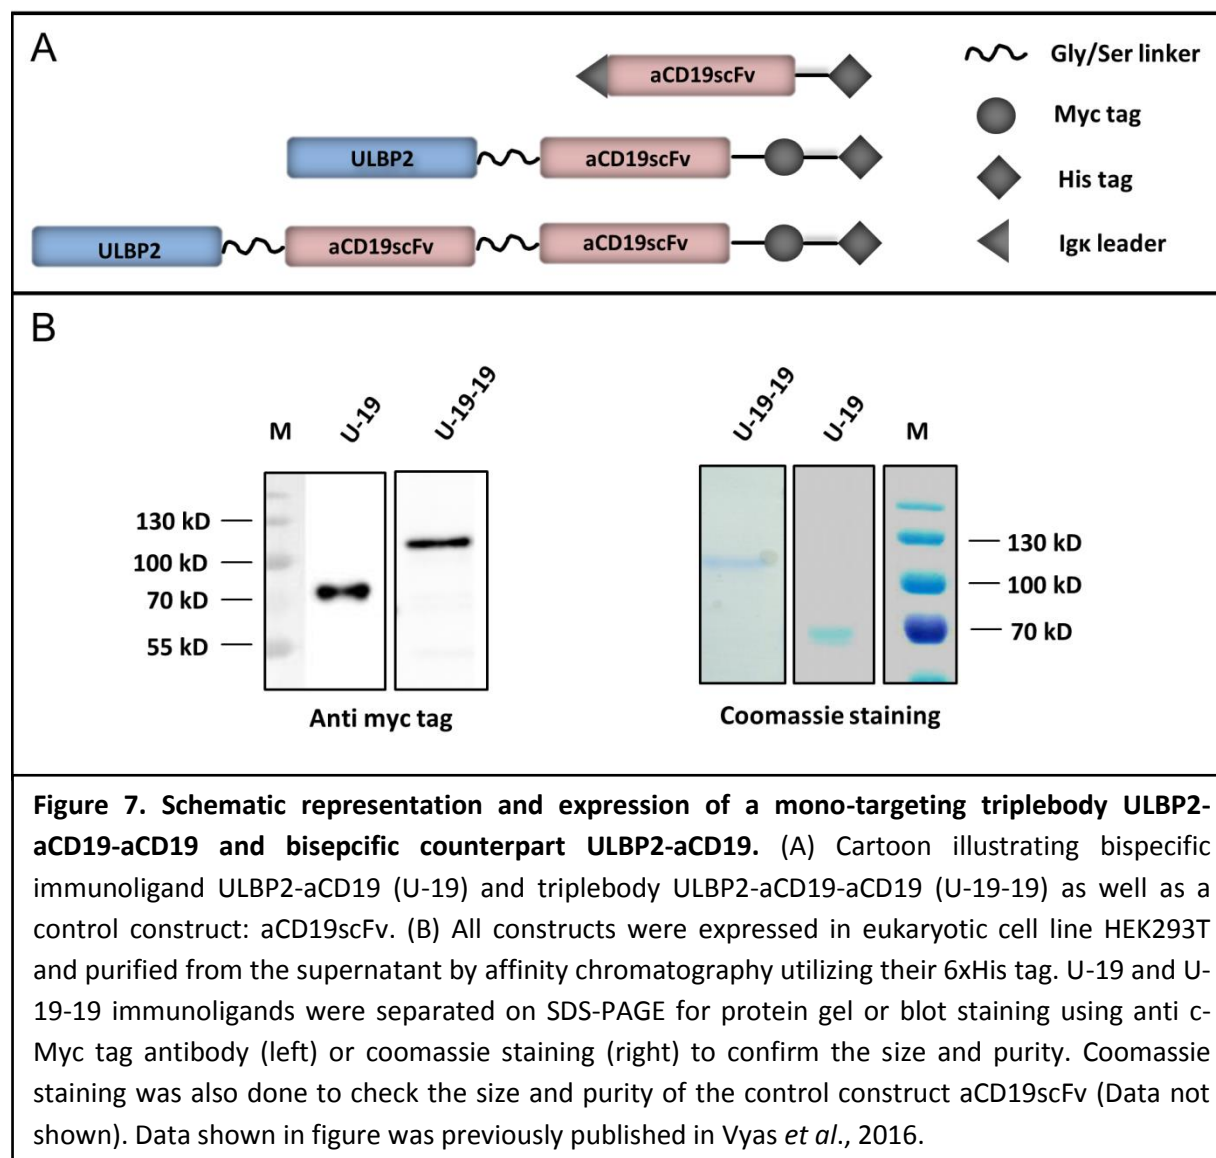 A
aCD19scFv
ULBP2
aCD19scFv
ULBP2
aCD19scFv
aCD19scFv
Gly/Ser linker
Myc tag
His tag
Igκ leader
B
M
U-19
U-19-19
130 kD
100 kD
70 kD
55 kD
Anti myc tag
U-19-19
U-19
M
130 kD
100 kD
70 kD
Coomassie staining
Figure 7. Schematic representation and expression of a mono-targeting triplebody ULBP2-
aCD19-aCD19 and bisepcific counterpart ULBP2-aCD19. (A) Cartoon illustrating bispecific
immunoligand ULBP2-aCD19 (U-19) and triplebody ULBP2-aCD19-aCD19 (U-19-19) as well as a
control construct: aCD19scFv. (B) All constructs were expressed in eukaryotic cell line HEK293T
and purified from the supernatant by affinity chromatography utilizing their 6xHis tag. U-19 and U-
19-19 immunoligands were separated on SDS-PAGE for protein gel or blot staining using anti c-
Myc tag antibody (left) or coomassie staining (right) to confirm the size and purity. Coomassie
staining was also done to check the size and purity of the control construct aCD19scFv (Data not
shown). Data shown in figure was previously published in Vyas et al., 2016.